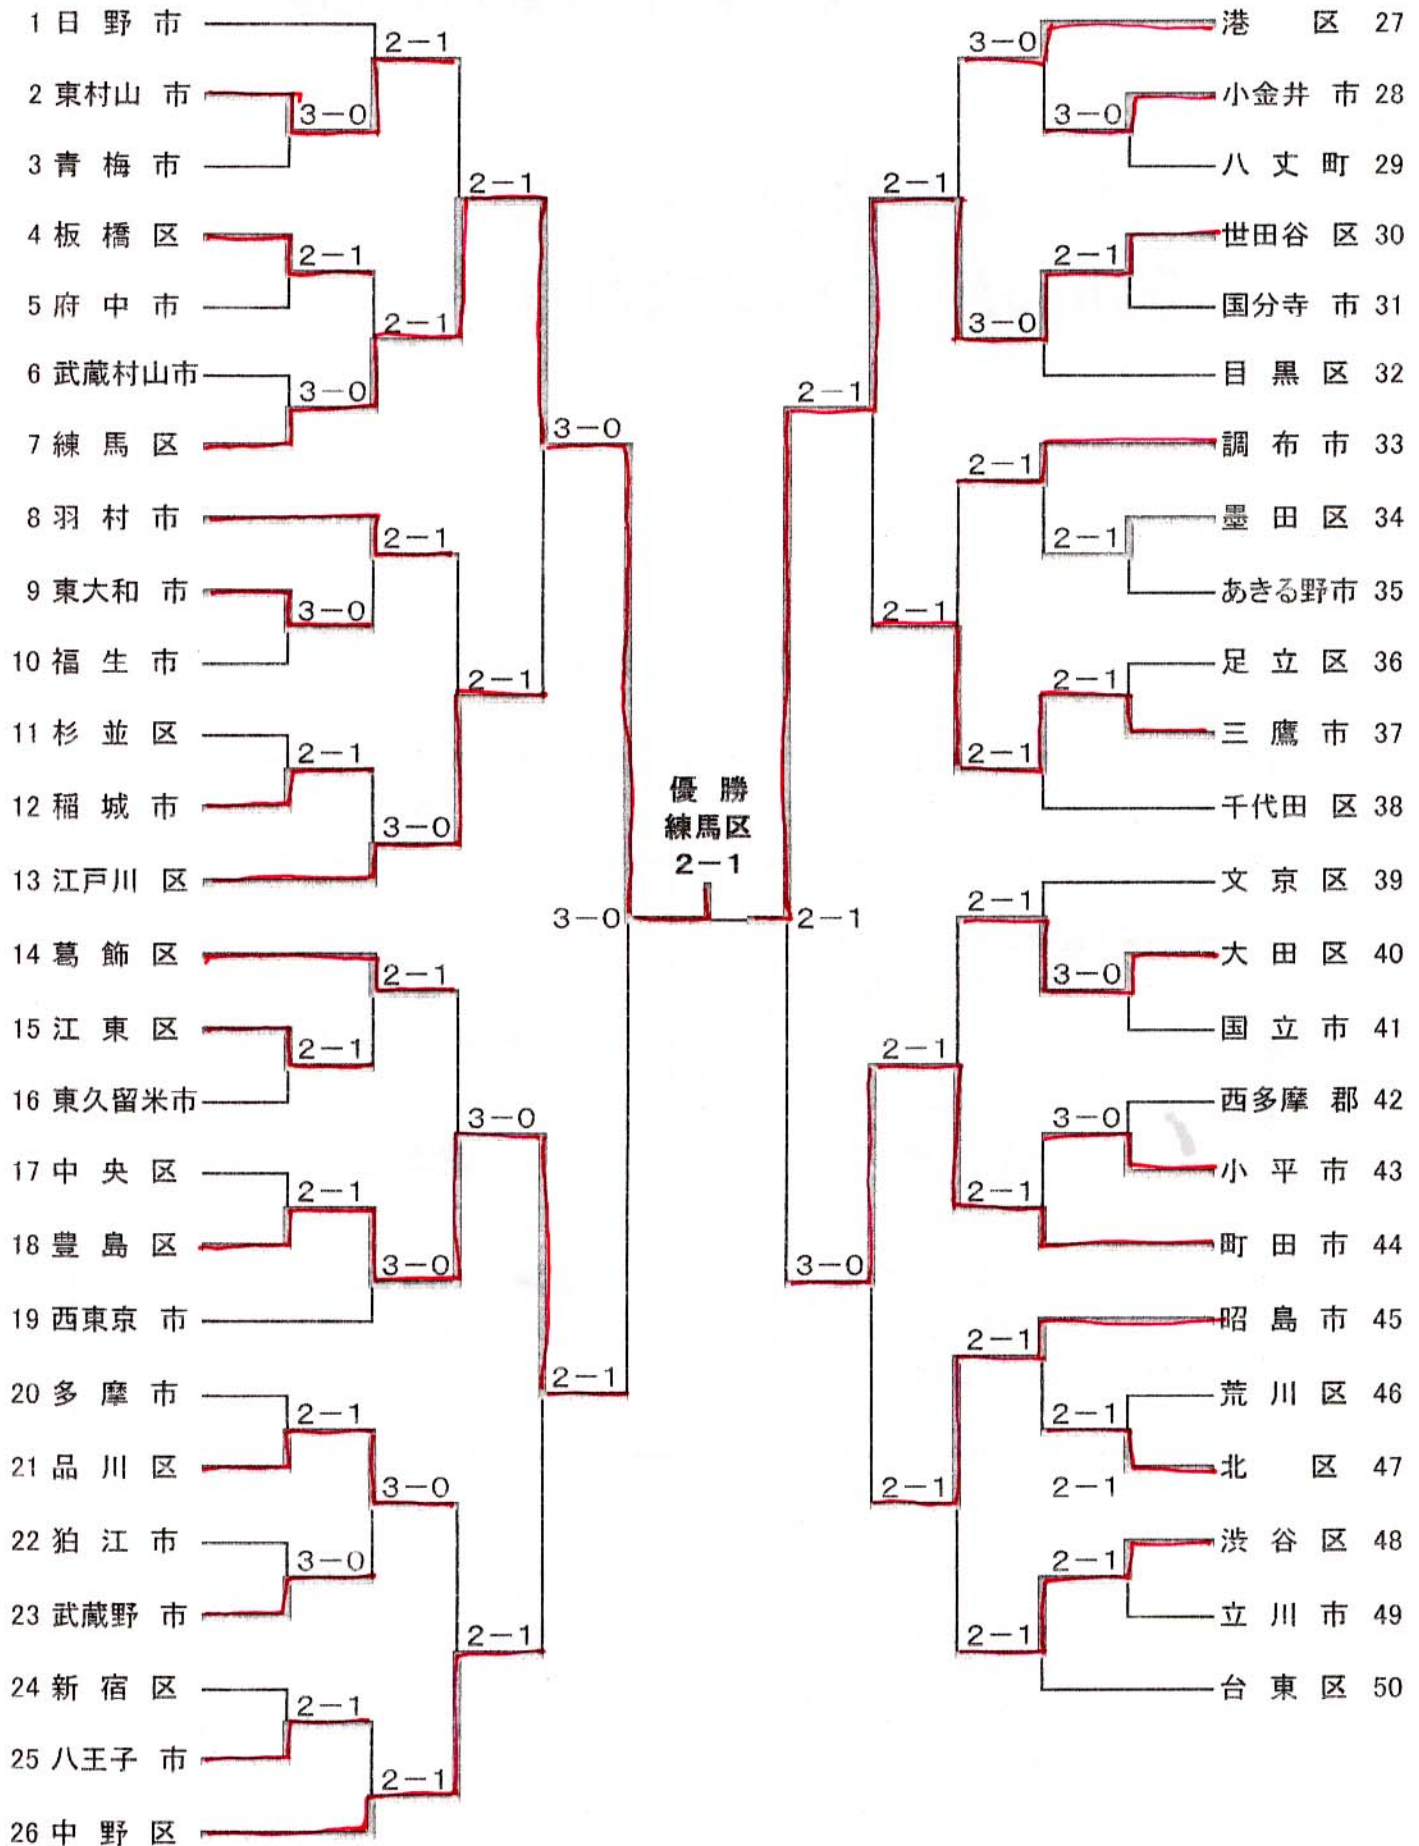 1 日野市
2 東村山市
3 青梅市
4 板橋区
5 府中市
6 武蔵村山市
7 練馬区
8 羽村市
9 東大和市
10 福生市
11 杉並区
12 稲城市
13 江戸川区
14 葛飾区
15 江東区
16 東久留米市
17 中央区
18 豊島区
19 西東京市
20 多摩市
21 品川区
22 狛江市
23 武蔵野市
24 新宿区
25 八王子市
26 中野区
3-0
2-1
3-0
3-0
2-1
2-1
2-1
2-1
3-0
2-1
2-1
2-1
2-1
3-0
2-1
3-0
2-1
3-0
3-0
2-1
2-1
2-1
3-0
2-1
3-0
優勝
練馬区
2-1
2-1
2-1
3-0
2-1
2-1
2-1
2-1
3-0
3-0
2-1
2-1
2-1
2-1
2-1
2-1
3-0
2-1
2-1
2-1
3-0
3-0
2-1
2-1
2-1
港区 27
小金井市 28
八丈町 29
世田谷区 30
国分寺市 31
目黒区 32
調布市 33
墨田区 34
あきる野市 35
足立区 36
三鷹市 37
千代田区 38
文京区 39
大田区 40
国立市 41
西多摩郡 42
小平市 43
町田市 44
昭島市 45
荒川区 46
北区 47
渋谷区 48
立川市 49
台東区 50